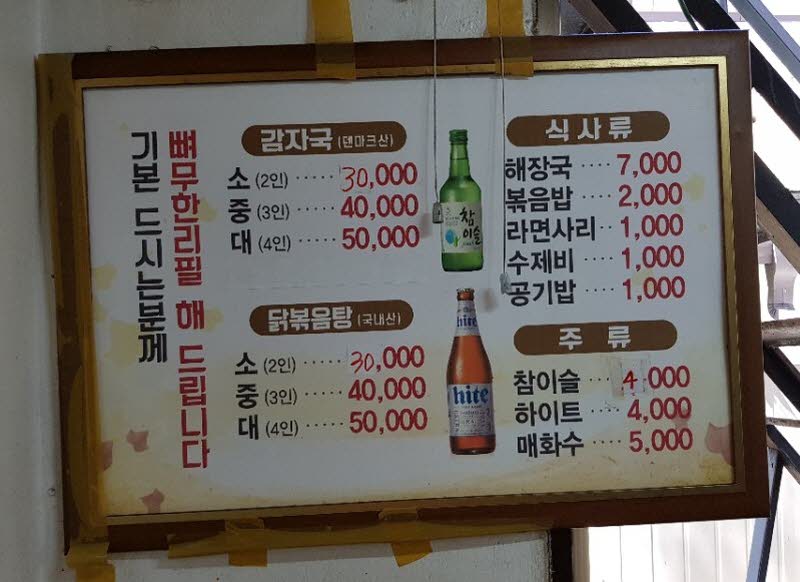 기본 드시는분께
뼈무한리필 해 드립니다
감자국 (덴마크산)
소 (2인) ····· 30,000
중 (3인) ····· 40,000
대 (4인) ····· 50,000
닭볶음탕 (국내산)
소 (2인) ····· 30,000
중 (3인) ····· 40,000
대 (4인) ····· 50,000
참이슬
hite
hite
식사류
해장국 ···· 7,000
볶음밥 ···· 2,000
라면사리·· 1,000
수제비 ···· 1,000
공기밥 ···· 1,000
주 류
참이슬 ···· 4,000
하이트 ···· 4,000
매화수 ···· 5,000